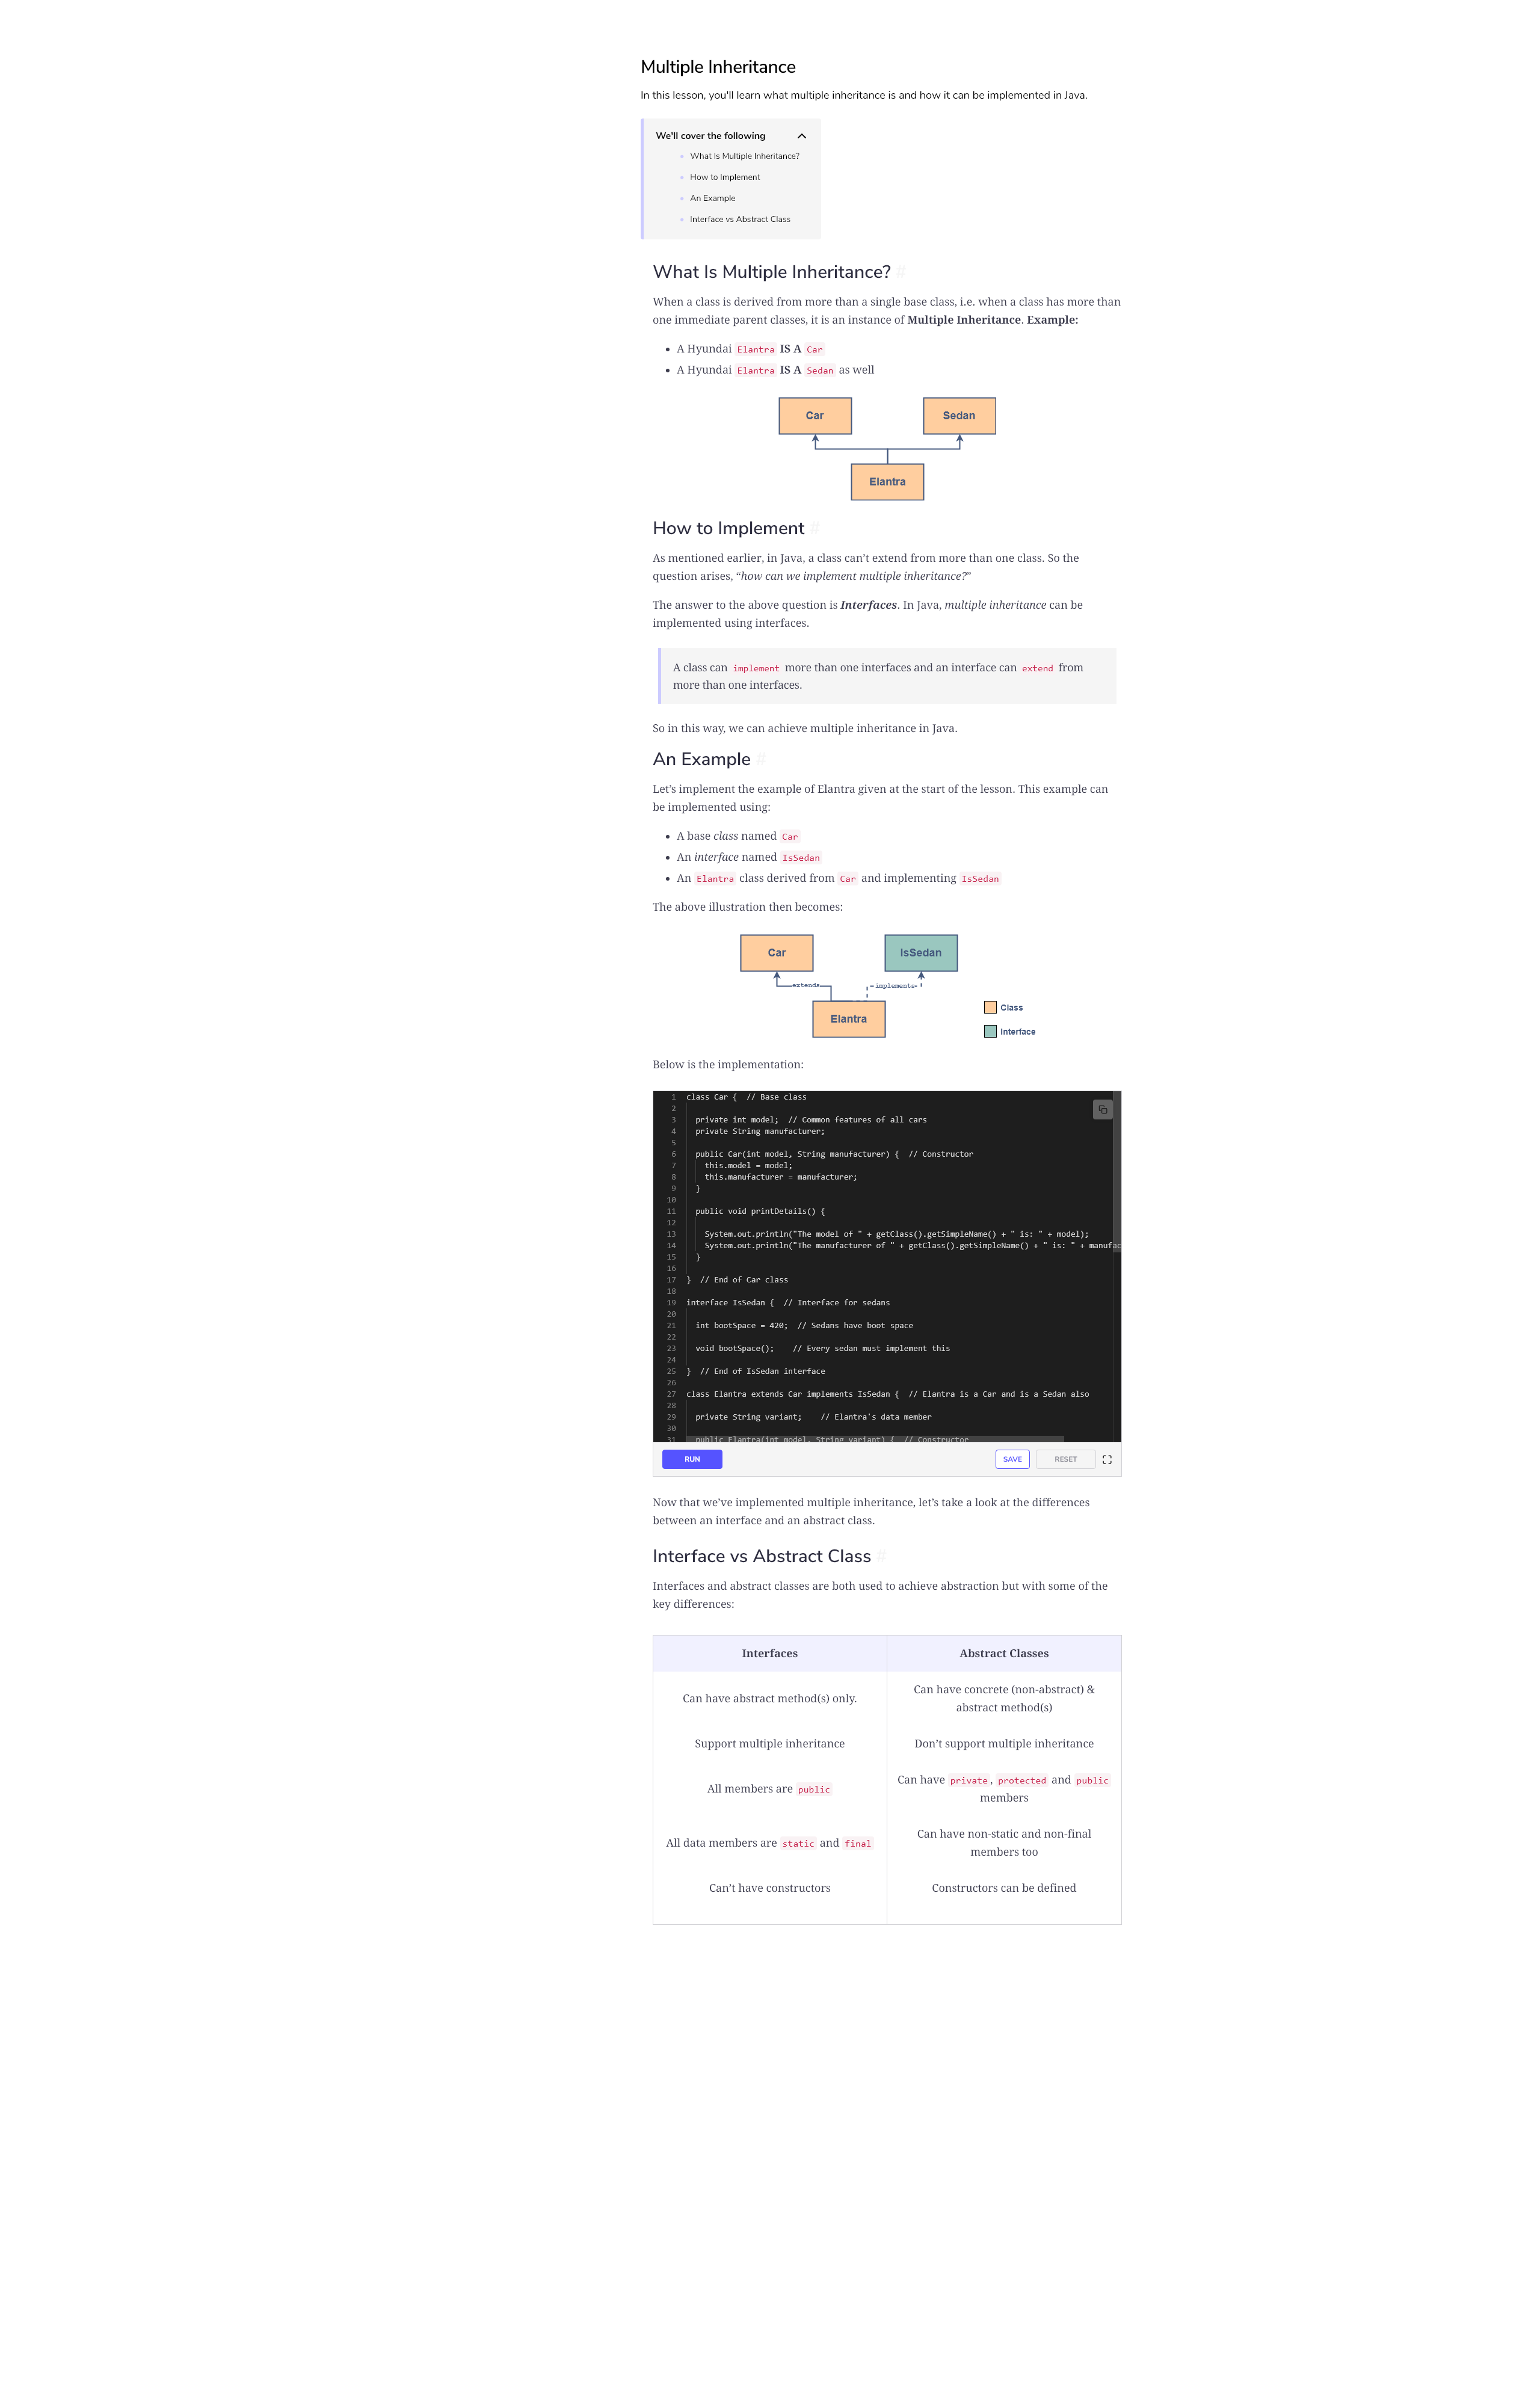 Multiple Inheritance
In this lesson, you'll learn what multiple inheritance is and how it can be implemented in Java.
We'll cover the following
What Is Multiple Inheritance?
How to Implement
An Example
Interface vs Abstract Class
What Is Multiple Inheritance? #
When a class is derived from more than a single base class, i.e. when a class has more than
one immediate parent classes, it is an instance of Multiple Inheritance. Example:
• A Hyundai Elantra IS A Car
• A Hyundai Elantra IS A Sedan as well
Car
Sedan
Elantra
How to Implement #
As mentioned earlier, in Java, a class can’t extend from more than one class. So the
question arises, “how can we implement multiple inheritance?”
The answer to the above question is Interfaces. In Java, multiple inheritance can be
implemented using interfaces.
A class can implement more than one interfaces and an interface can extend from
more than one interfaces.
So in this way, we can achieve multiple inheritance in Java.
An Example #
Let’s implement the example of Elantra given at the start of the lesson. This example can
be implemented using:
• A base class named Car
• An interface named IsSedan
• An Elantra class derived from Car and implementing IsSedan
The above illustration then becomes:
Car
IsSedan
extends
implements
Elantra
Class
Interface
Below is the implementation:
1 class Car {  // Base class
2
3   private int model;  // Common features of all cars
4   private String manufacturer;
5
6   public Car(int model, String manufacturer) {  // Constructor
7     this.model = model;
8     this.manufacturer = manufacturer;
9   }
10
11   public void printDetails() {
12
13     System.out.println("The model of " + getClass().getSimpleName() + " is: " + model);
14     System.out.println("The manufacturer of " + getClass().getSimpleName() + " is: " + manufac
15   }
16
17 }  // End of Car class
18
19 interface IsSedan {  // Interface for sedans
20
21   int bootSpace = 420;  // Sedans have boot space
22
23   void bootSpace();    // Every sedan must implement this
24
25 }  // End of IsSedan interface
26
27 class Elantra extends Car implements IsSedan {  // Elantra is a Car and is a Sedan also
28
29   private String variant;    // Elantra's data member
30
31   public Elantra(int model, String variant) {  // Constructor
RUN
SAVE
RESET
Now that we’ve implemented multiple inheritance, let’s take a look at the differences
between an interface and an abstract class.
Interface vs Abstract Class #
Interfaces and abstract classes are both used to achieve abstraction but with some of the
key differences:
Interfaces
Abstract Classes
Can have abstract method(s) only.
Can have concrete (non-abstract) &
abstract method(s)
Support multiple inheritance
Don’t support multiple inheritance
All members are public
Can have private, protected and public
members
All data members are static and final
Can have non-static and non-final
members too
Can’t have constructors
Constructors can be defined